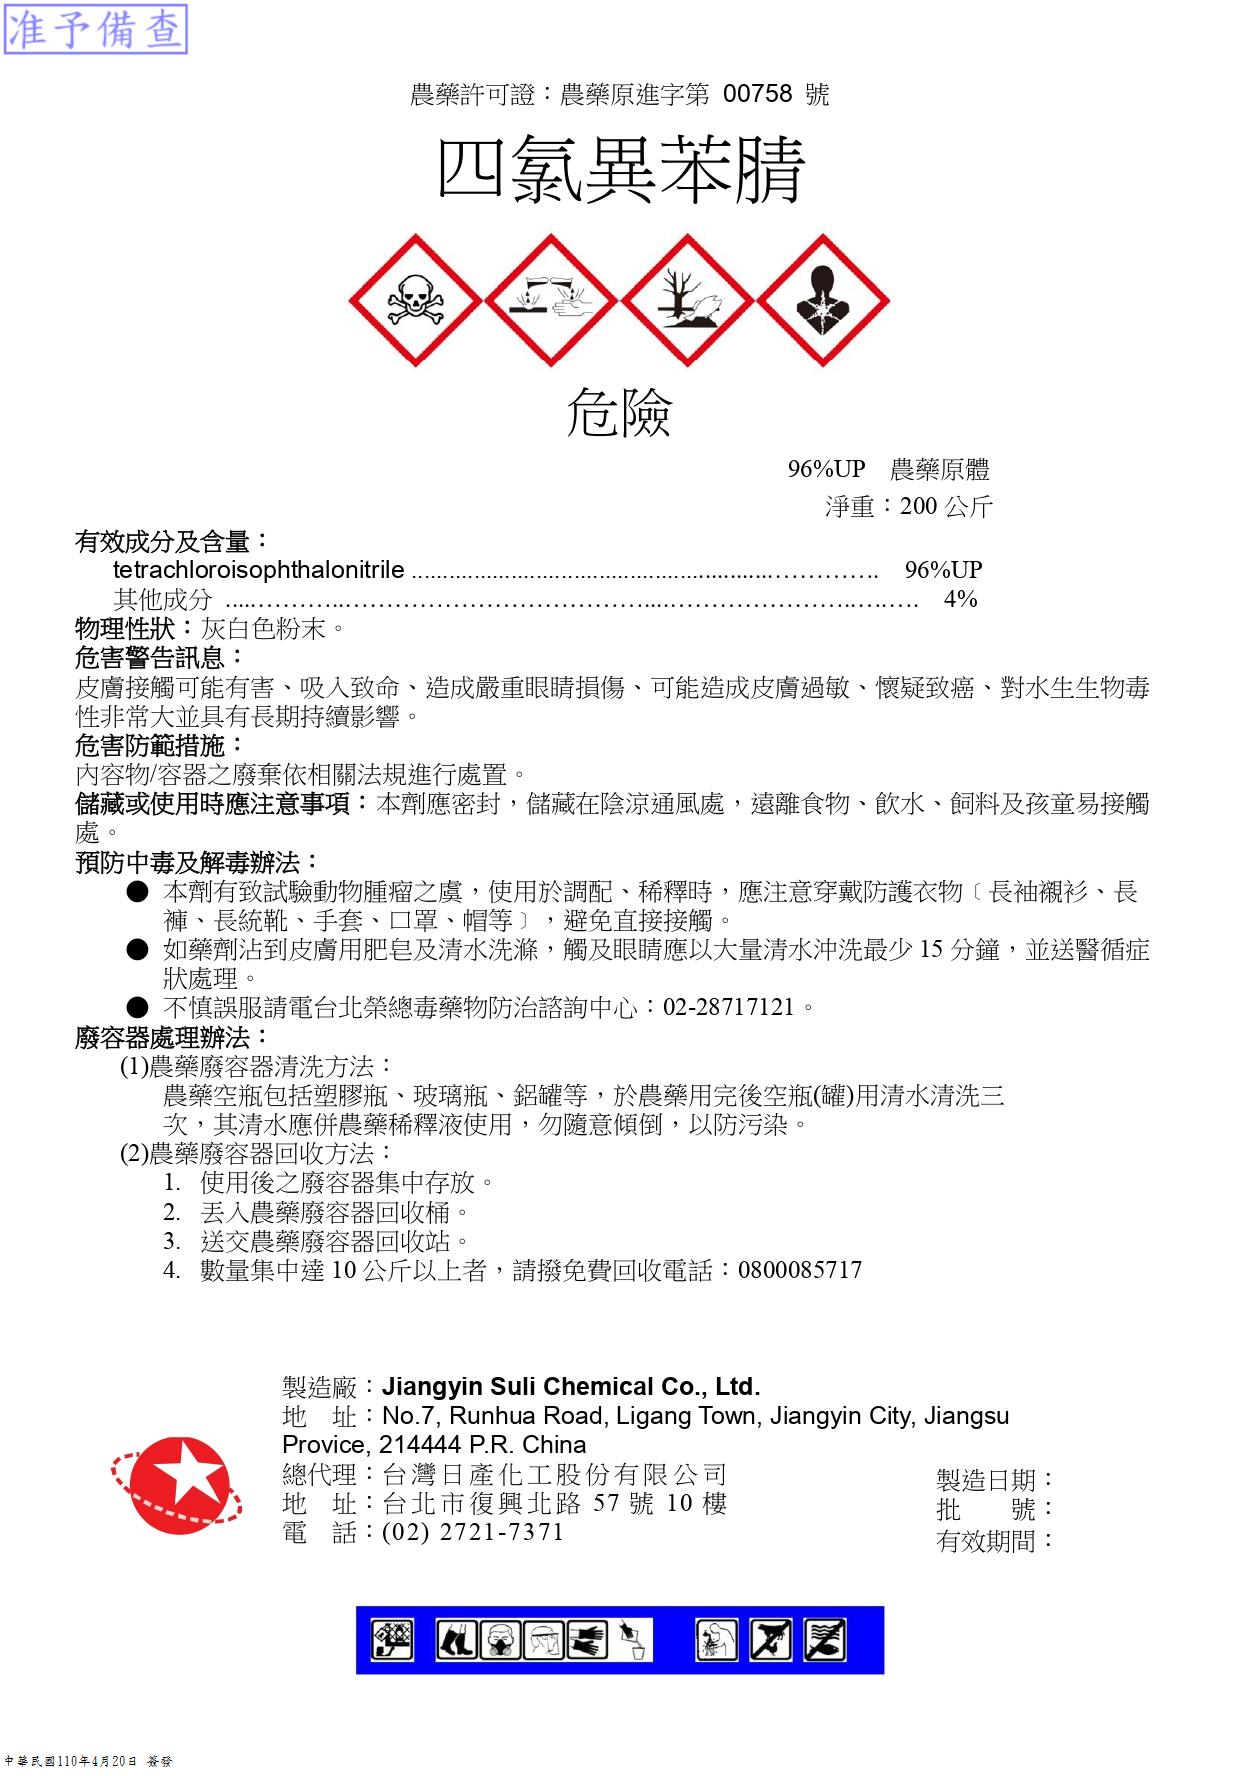 准予備查
農藥許可證：農藥原進字第 00758 號
四氯異苯腈
危險
96%UP 農藥原體
淨重：200 公斤
有效成分及含量：
tetrachloroisophthalonitrile ................................................................…………. 96%UP
其他成分 .....………..………………………………...………………….….…. 4%
物理性狀：灰白色粉末。
危害警告訊息：
皮膚接觸可能有害、吸入致命、造成嚴重眼睛損傷、可能造成皮膚過敏、懷疑致癌、對水生生物毒
性非常大並具有長期持續影響。
危害防範措施：
內容物/容器之廢棄依相關法規進行處置。
儲藏或使用時應注意事項：本劑應密封，儲藏在陰涼通風處，遠離食物、飲水、飼料及孩童易接觸
處。
預防中毒及解毒辦法：
● 本劑有致試驗動物腫瘤之虞，使用於調配、稀釋時，應注意穿戴防護衣物﹝長袖襯衫、長
褲、長統靴、手套、口罩、帽等﹞，避免直接接觸。
● 如藥劑沾到皮膚用肥皂及清水洗滌，觸及眼睛應以大量清水沖洗最少 15 分鐘，並送醫循症
狀處理。
● 不慎誤服請電台北榮總毒藥物防治諮詢中心：02-28717121。
廢容器處理辦法：
(1)農藥廢容器清洗方法：
農藥空瓶包括塑膠瓶、玻璃瓶、鋁罐等，於農藥用完後空瓶(罐)用清水清洗三
次，其清水應併農藥稀釋液使用，勿隨意傾倒，以防污染。
(2)農藥廢容器回收方法：
1. 使用後之廢容器集中存放。
2. 丟入農藥廢容器回收桶。
3. 送交農藥廢容器回收站。
4. 數量集中達 10 公斤以上者，請撥免費回收電話：0800085717
製造廠：Jiangyin Suli Chemical Co., Ltd.
地　址：No.7, Runhua Road, Ligang Town, Jiangyin City, Jiangsu
Provice, 214444 P.R. China
總代理：台灣日產化工股份有限公司
地　址：台北市復興北路 57 號 10 樓
電　話：(02) 2721-7371
製造日期：
批　　號：
有效期間：
中華民國110年4月20日 簽發